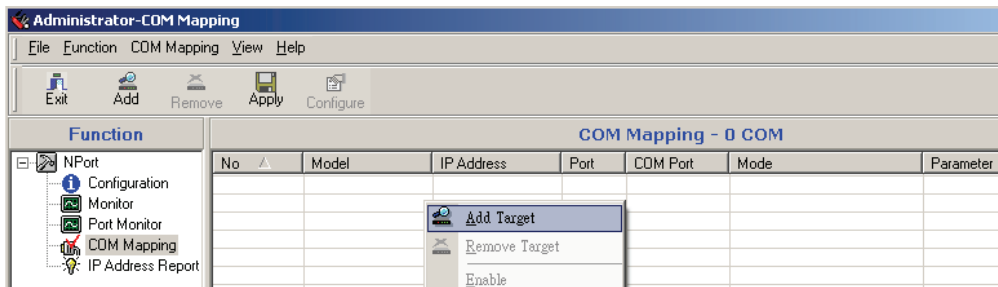 Administrator-COM Mapping
File Function COM Mapping View Help
Exit Add Remove Apply Configure
Function COM Mapping - 0 COM
NPort No Model IP Address Port COM Port Mode Parameter
Configuration
Monitor
Add Target
Port Monitor
COM Mapping
Remove Target
IP Address Report
Enable